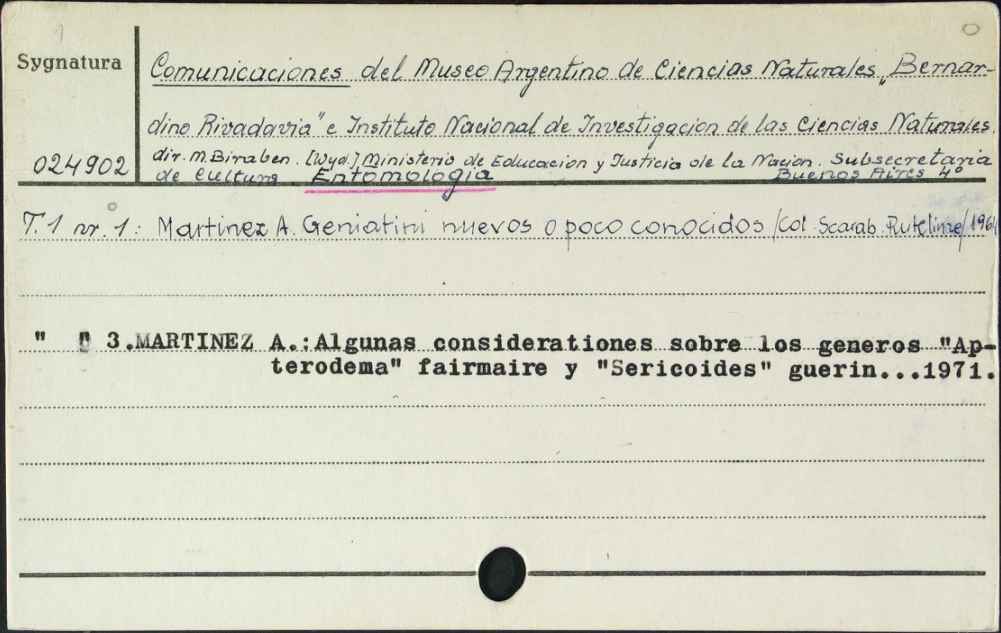 Sygnatura
Comunicaciones del Museo Argentino de Ciencias Naturales „Bernar-
dino Rivadavia" e Instituto Nacional de Investigacion de las Ciencias Naturales.
024902
dir. M. Biraben. [Wyd.] Ministerio de Educacion y Justicia de la Nacion. Subsecretaria
de Cultura. Entomologia Buenos Aires 4°
T. 1 nr. 1: Martinez A. Geniatini nuevos o poco conocidos /Col. Scarab.
" " 3.MARTINEZ A.:Algunas considerationes sobre los generos "Ap-
terodema" fairmaire y "Sericoides" guerin...1971.